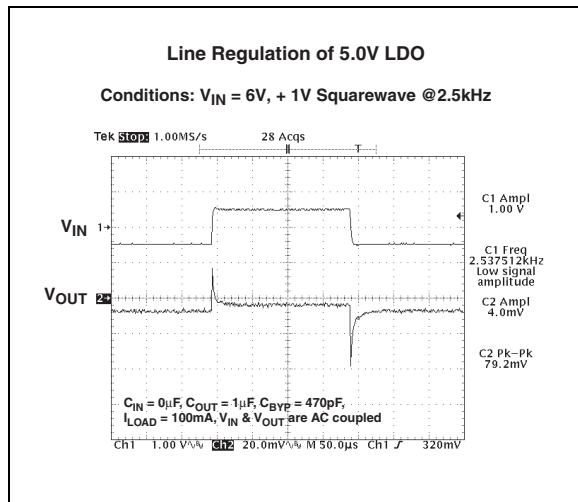 Line Regulation of 5.0V LDO
Conditions: VIN = 6V, + 1V Squarewave @2.5kHz
Tek Stop: 1.00MS/s 28 Acqs
T
C1 Ampl
1.00 V
VIN 1→
C1 Freq
2.537512kHz
Low signal
amplitude
VOUT 2→
C2 Ampl
4.0mV
C2 Pk–Pk
79.2mV
CIN = 0µF, COUT = 1µF, CBYP = 470pF,
ILOAD = 100mA, VIN & VOUT are AC coupled
Ch1 1.00 V∿BW Ch2 20.0mV∿BW M 50.0µs Ch1 ƒ 320mV